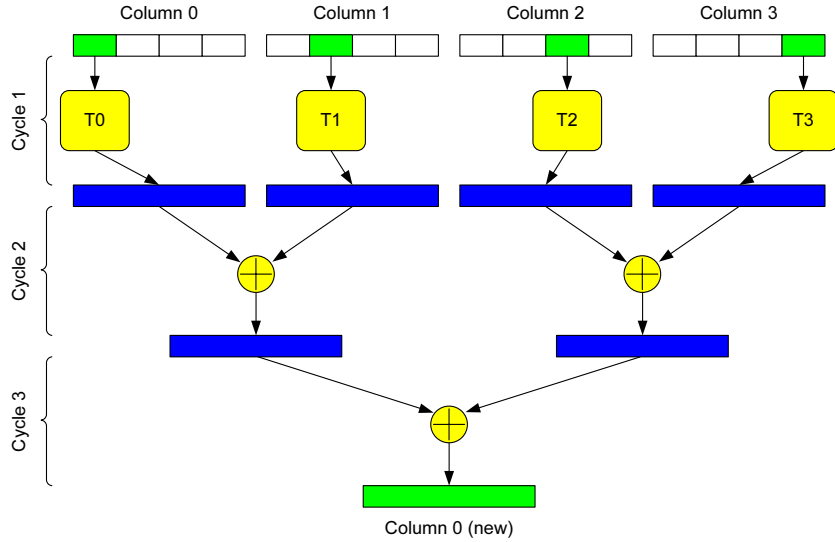 Column 0
Column 1
Column 2
Column 3
Cycle 1
T0
T1
T2
T3
Cycle 2
Cycle 3
Column 0 (new)